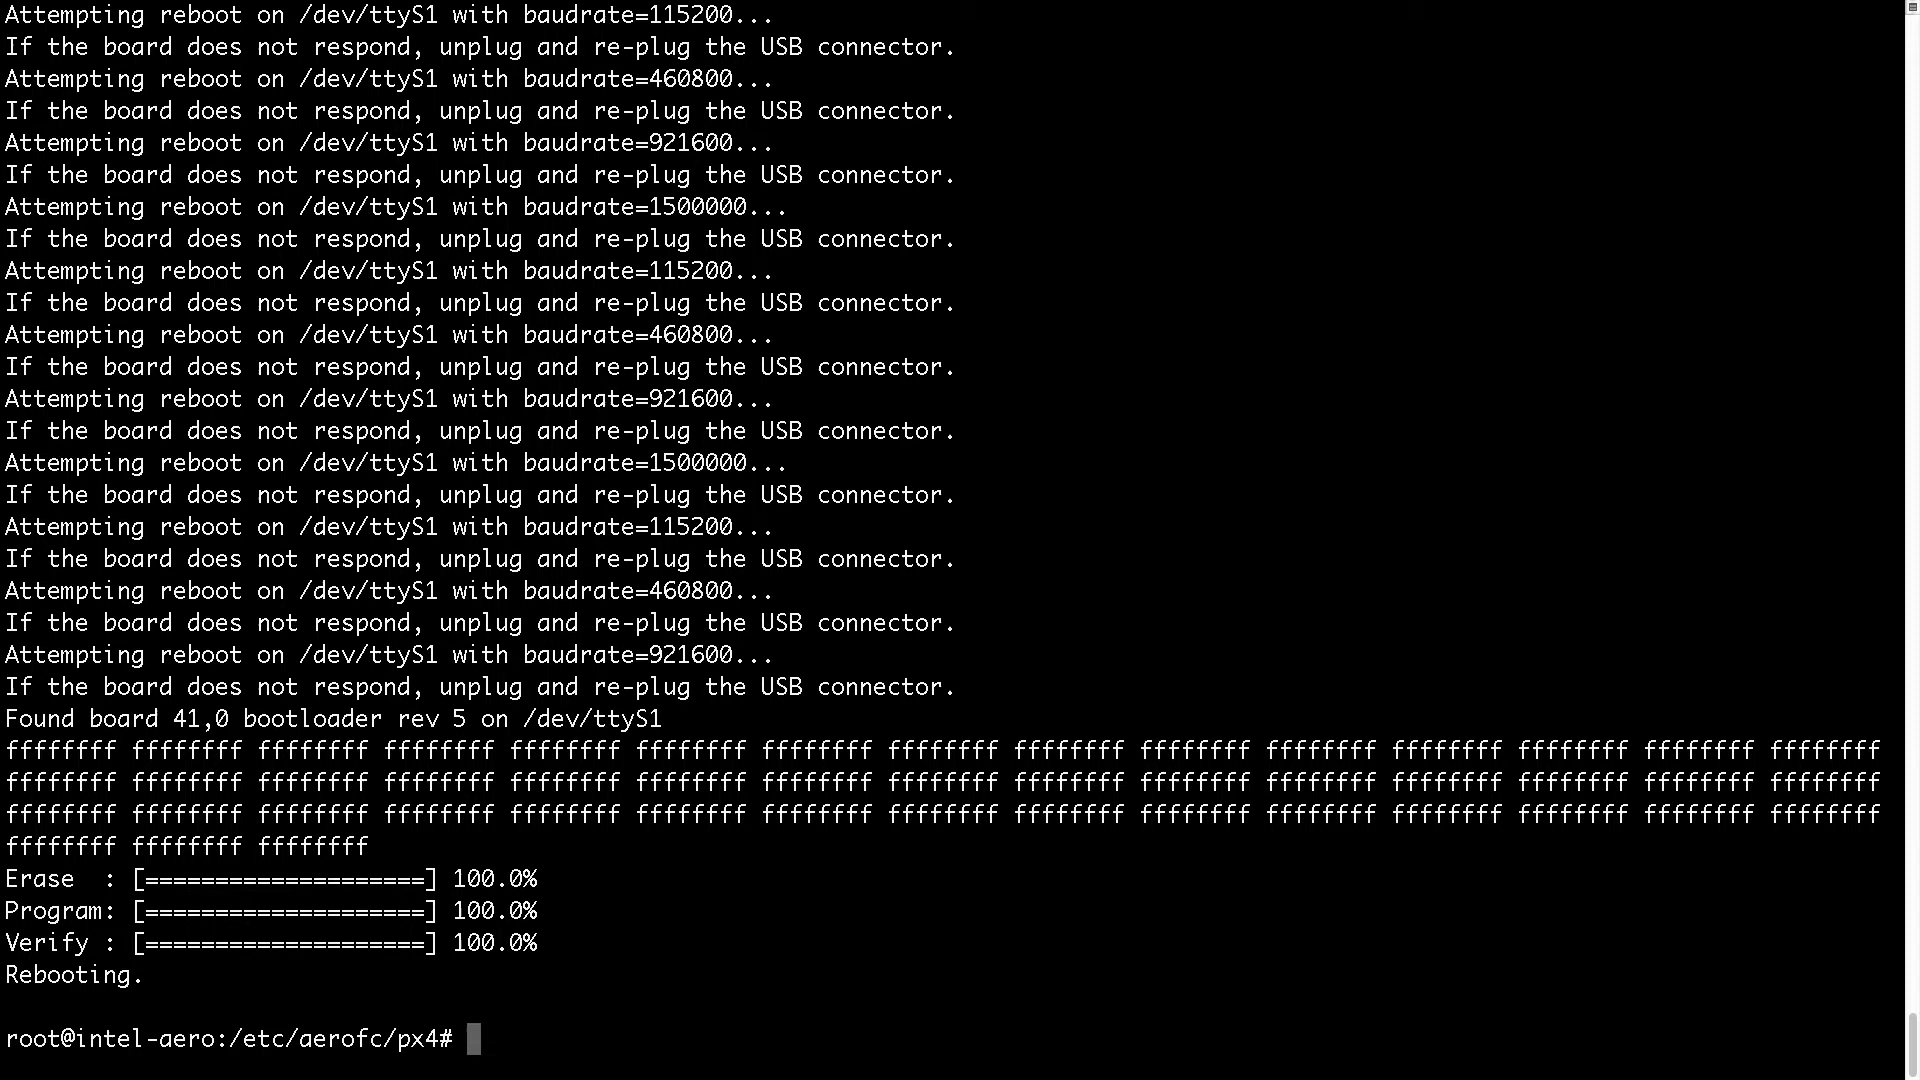 Attempting reboot on /dev/ttyS1 with baudrate=115200...
If the board does not respond, unplug and re-plug the USB connector.
Attempting reboot on /dev/ttyS1 with baudrate=460800...
If the board does not respond, unplug and re-plug the USB connector.
Attempting reboot on /dev/ttyS1 with baudrate=921600...
If the board does not respond, unplug and re-plug the USB connector.
Attempting reboot on /dev/ttyS1 with baudrate=1500000...
If the board does not respond, unplug and re-plug the USB connector.
Attempting reboot on /dev/ttyS1 with baudrate=115200...
If the board does not respond, unplug and re-plug the USB connector.
Attempting reboot on /dev/ttyS1 with baudrate=460800...
If the board does not respond, unplug and re-plug the USB connector.
Attempting reboot on /dev/ttyS1 with baudrate=921600...
If the board does not respond, unplug and re-plug the USB connector.
Attempting reboot on /dev/ttyS1 with baudrate=1500000...
If the board does not respond, unplug and re-plug the USB connector.
Attempting reboot on /dev/ttyS1 with baudrate=115200...
If the board does not respond, unplug and re-plug the USB connector.
Attempting reboot on /dev/ttyS1 with baudrate=460800...
If the board does not respond, unplug and re-plug the USB connector.
Attempting reboot on /dev/ttyS1 with baudrate=921600...
If the board does not respond, unplug and re-plug the USB connector.
Found board 41,0 bootloader rev 5 on /dev/ttyS1
ffffffff ffffffff ffffffff ffffffff ffffffff ffffffff ffffffff ffffffff ffffffff ffffffff ffffffff ffffffff ffffffff ffffffff ffffffff
ffffffff ffffffff ffffffff ffffffff ffffffff ffffffff ffffffff ffffffff ffffffff ffffffff ffffffff ffffffff ffffffff ffffffff ffffffff
ffffffff ffffffff ffffffff ffffffff ffffffff ffffffff ffffffff ffffffff ffffffff ffffffff ffffffff ffffffff ffffffff ffffffff ffffffff
ffffffff ffffffff ffffffff
Erase  : [====================] 100.0%
Program: [====================] 100.0%
Verify : [====================] 100.0%
Rebooting.
root@intel-aero:/etc/aerofc/px4#